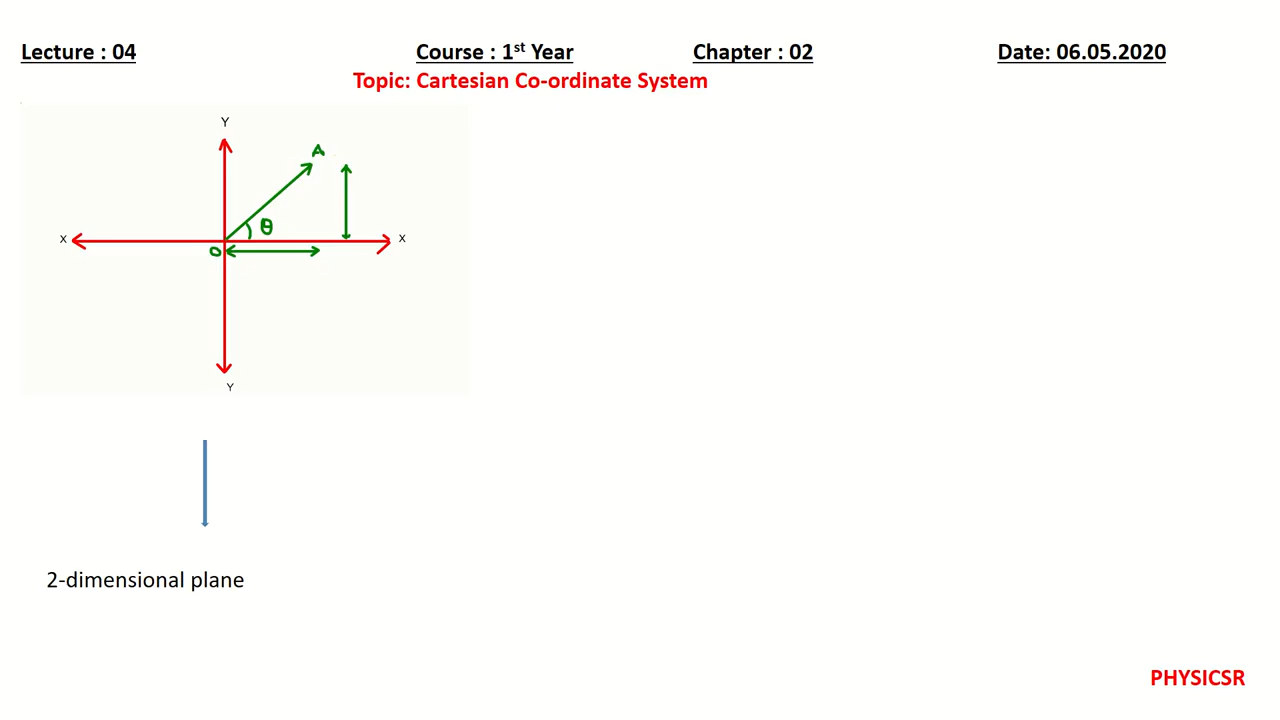 Lecture : 04 Course : 1st Year Chapter : 02 Date: 06.05.2020
Topic: Cartesian Co-ordinate System
Y
A
θ
X X
O
Y
2-dimensional plane
PHYSICSR